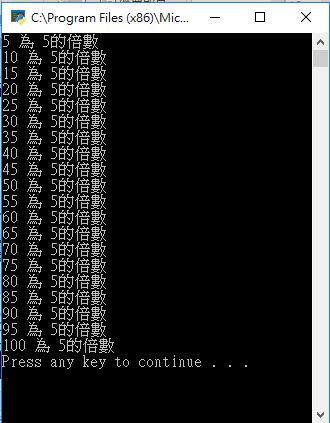 C:\Program Files (x86)\Mic...
5 為 5的倍數
10 為 5的倍數
15 為 5的倍數
20 為 5的倍數
25 為 5的倍數
30 為 5的倍數
35 為 5的倍數
40 為 5的倍數
45 為 5的倍數
50 為 5的倍數
55 為 5的倍數
60 為 5的倍數
65 為 5的倍數
70 為 5的倍數
75 為 5的倍數
80 為 5的倍數
85 為 5的倍數
90 為 5的倍數
95 為 5的倍數
100 為 5的倍數
Press any key to continue . . .